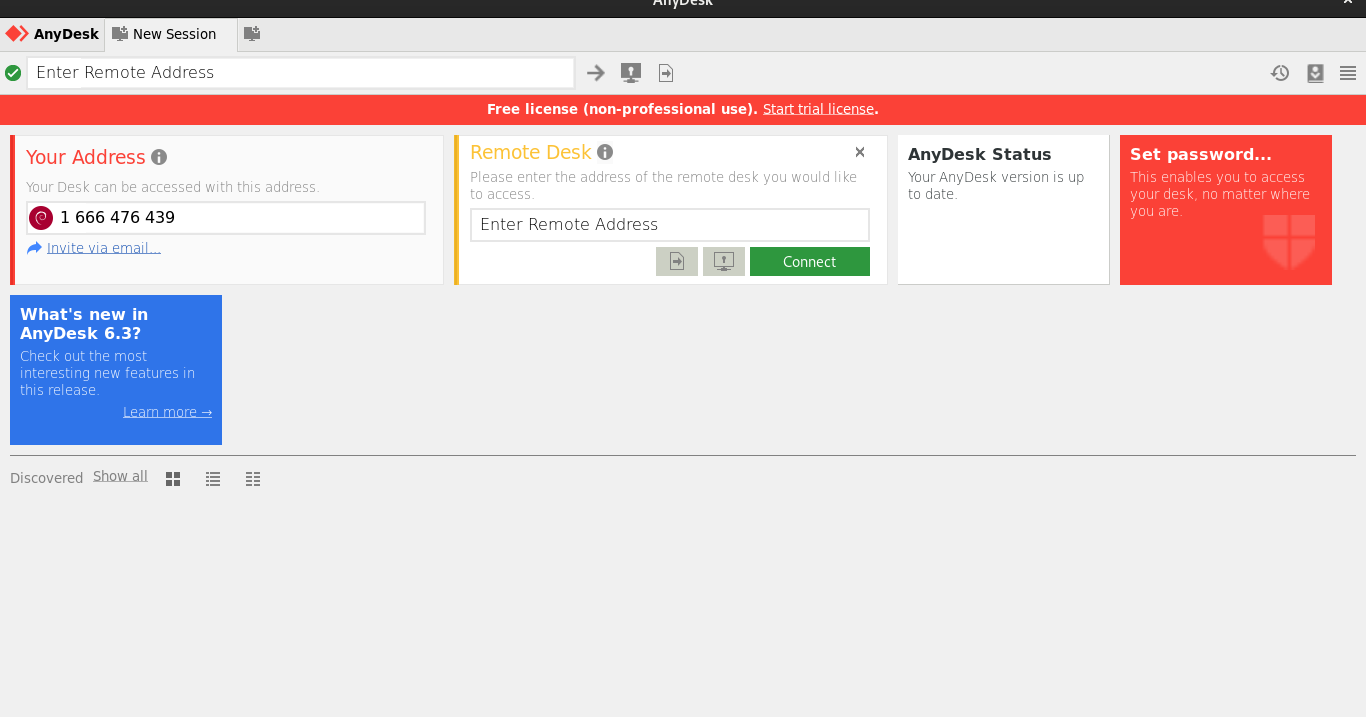 AnyDesk
AnyDesk
New Session
Enter Remote Address
Free license (non-professional use). Start trial license.
Your Address
Your Desk can be accessed with this address.
1 666 476 439
Invite via email...
Remote Desk
Please enter the address of the remote desk you would like
to access.
Enter Remote Address
Connect
AnyDesk Status
Your AnyDesk version is up
to date.
Set password...
This enables you to access
your desk, no matter where
you are.
What's new in
AnyDesk 6.3?
Check out the most
interesting new features in
this release.
Learn more →
Discovered
Show all